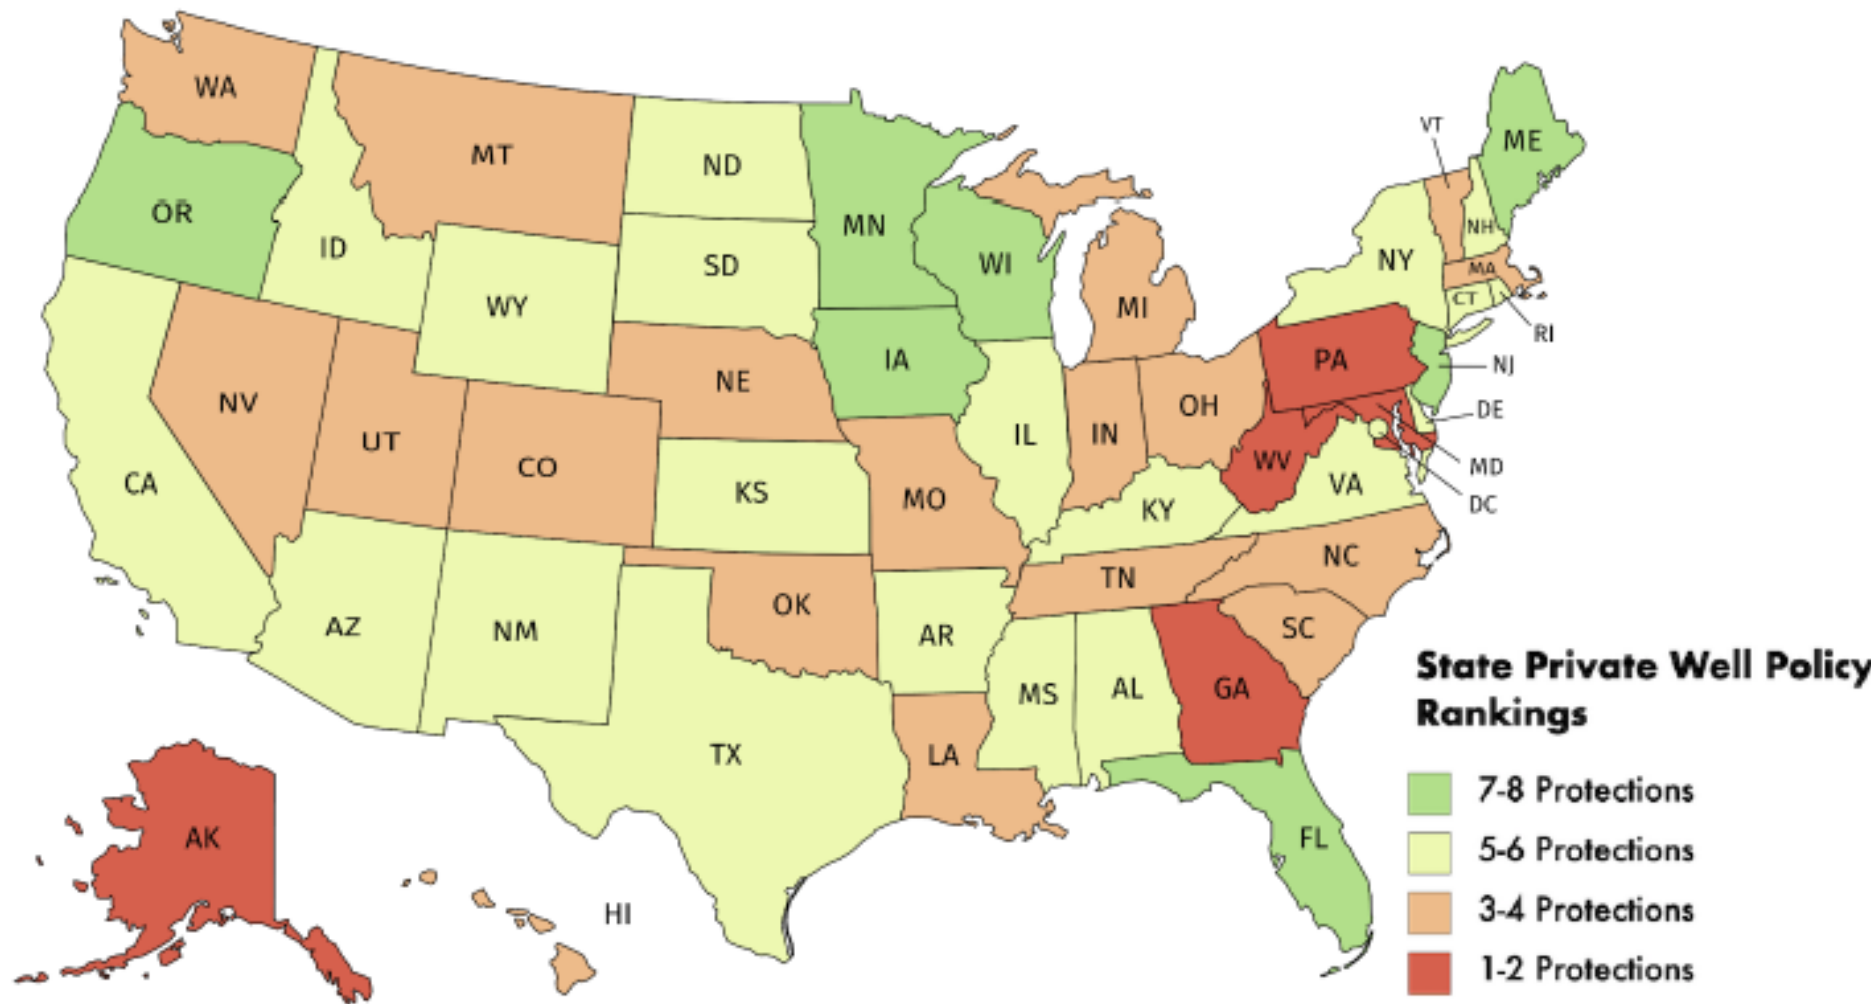 WA
MT
ND
MN
VT
ME
OR
ID
SD
WI
NY
NH
MA
WY
MI
CT
RI
NV
NE
IA
PA
NJ
UT
CO
IL
IN
OH
DE
CA
KS
MO
WV
VA
MD
KY
DC
AZ
NM
OK
AR
TN
NC
SC
TX
MS
AL
GA
LA
AK
HI
FL
State Private Well Policy
Rankings
7-8 Protections
5-6 Protections
3-4 Protections
1-2 Protections